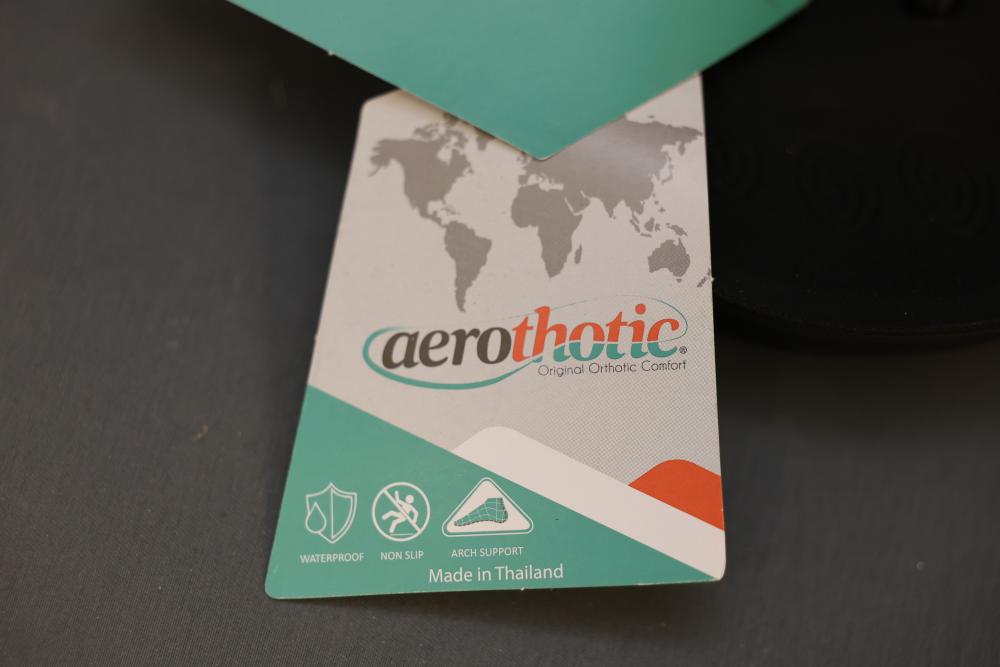 aerothotic®
Original Orthotic Comfort
WATERPROOF NON SLIP ARCH SUPPORT
Made in Thailand